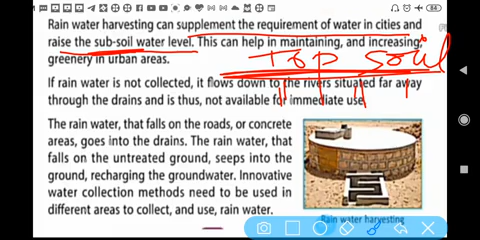 Rain water harvesting can supplement the requirement of water in cities and
raise the sub-soil water level. This can help in maintaining, and increasing
greenery in urban areas.
Top Soul
If rain water is not collected, it flows down to the rivers situated far away
through the drains and is thus, not available for immediate use.
The rain water, that falls on the roads, or concrete
areas, goes into the drains. The rain water, that
falls on the untreated ground, seeps into the
ground, recharging the groundwater. Innovative
water collection methods need to be used in
different areas to collect, and use, rain water.
Rain water harvesting